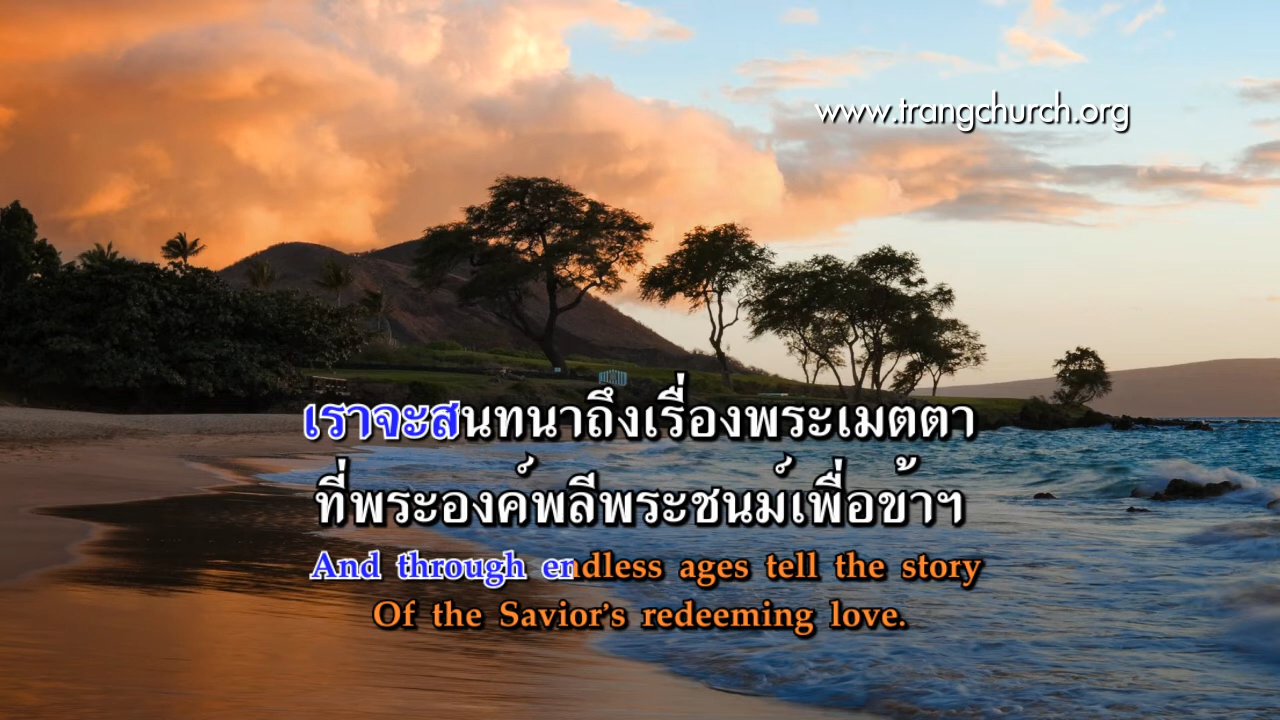 www.trangchurch.org
เราจะสนทนาถึงเรื่องพระเมตตา
ที่พระองค์พลีพระชนม์เพื่อข้าฯ
And through endless ages tell the story
Of the Savior's redeeming love.